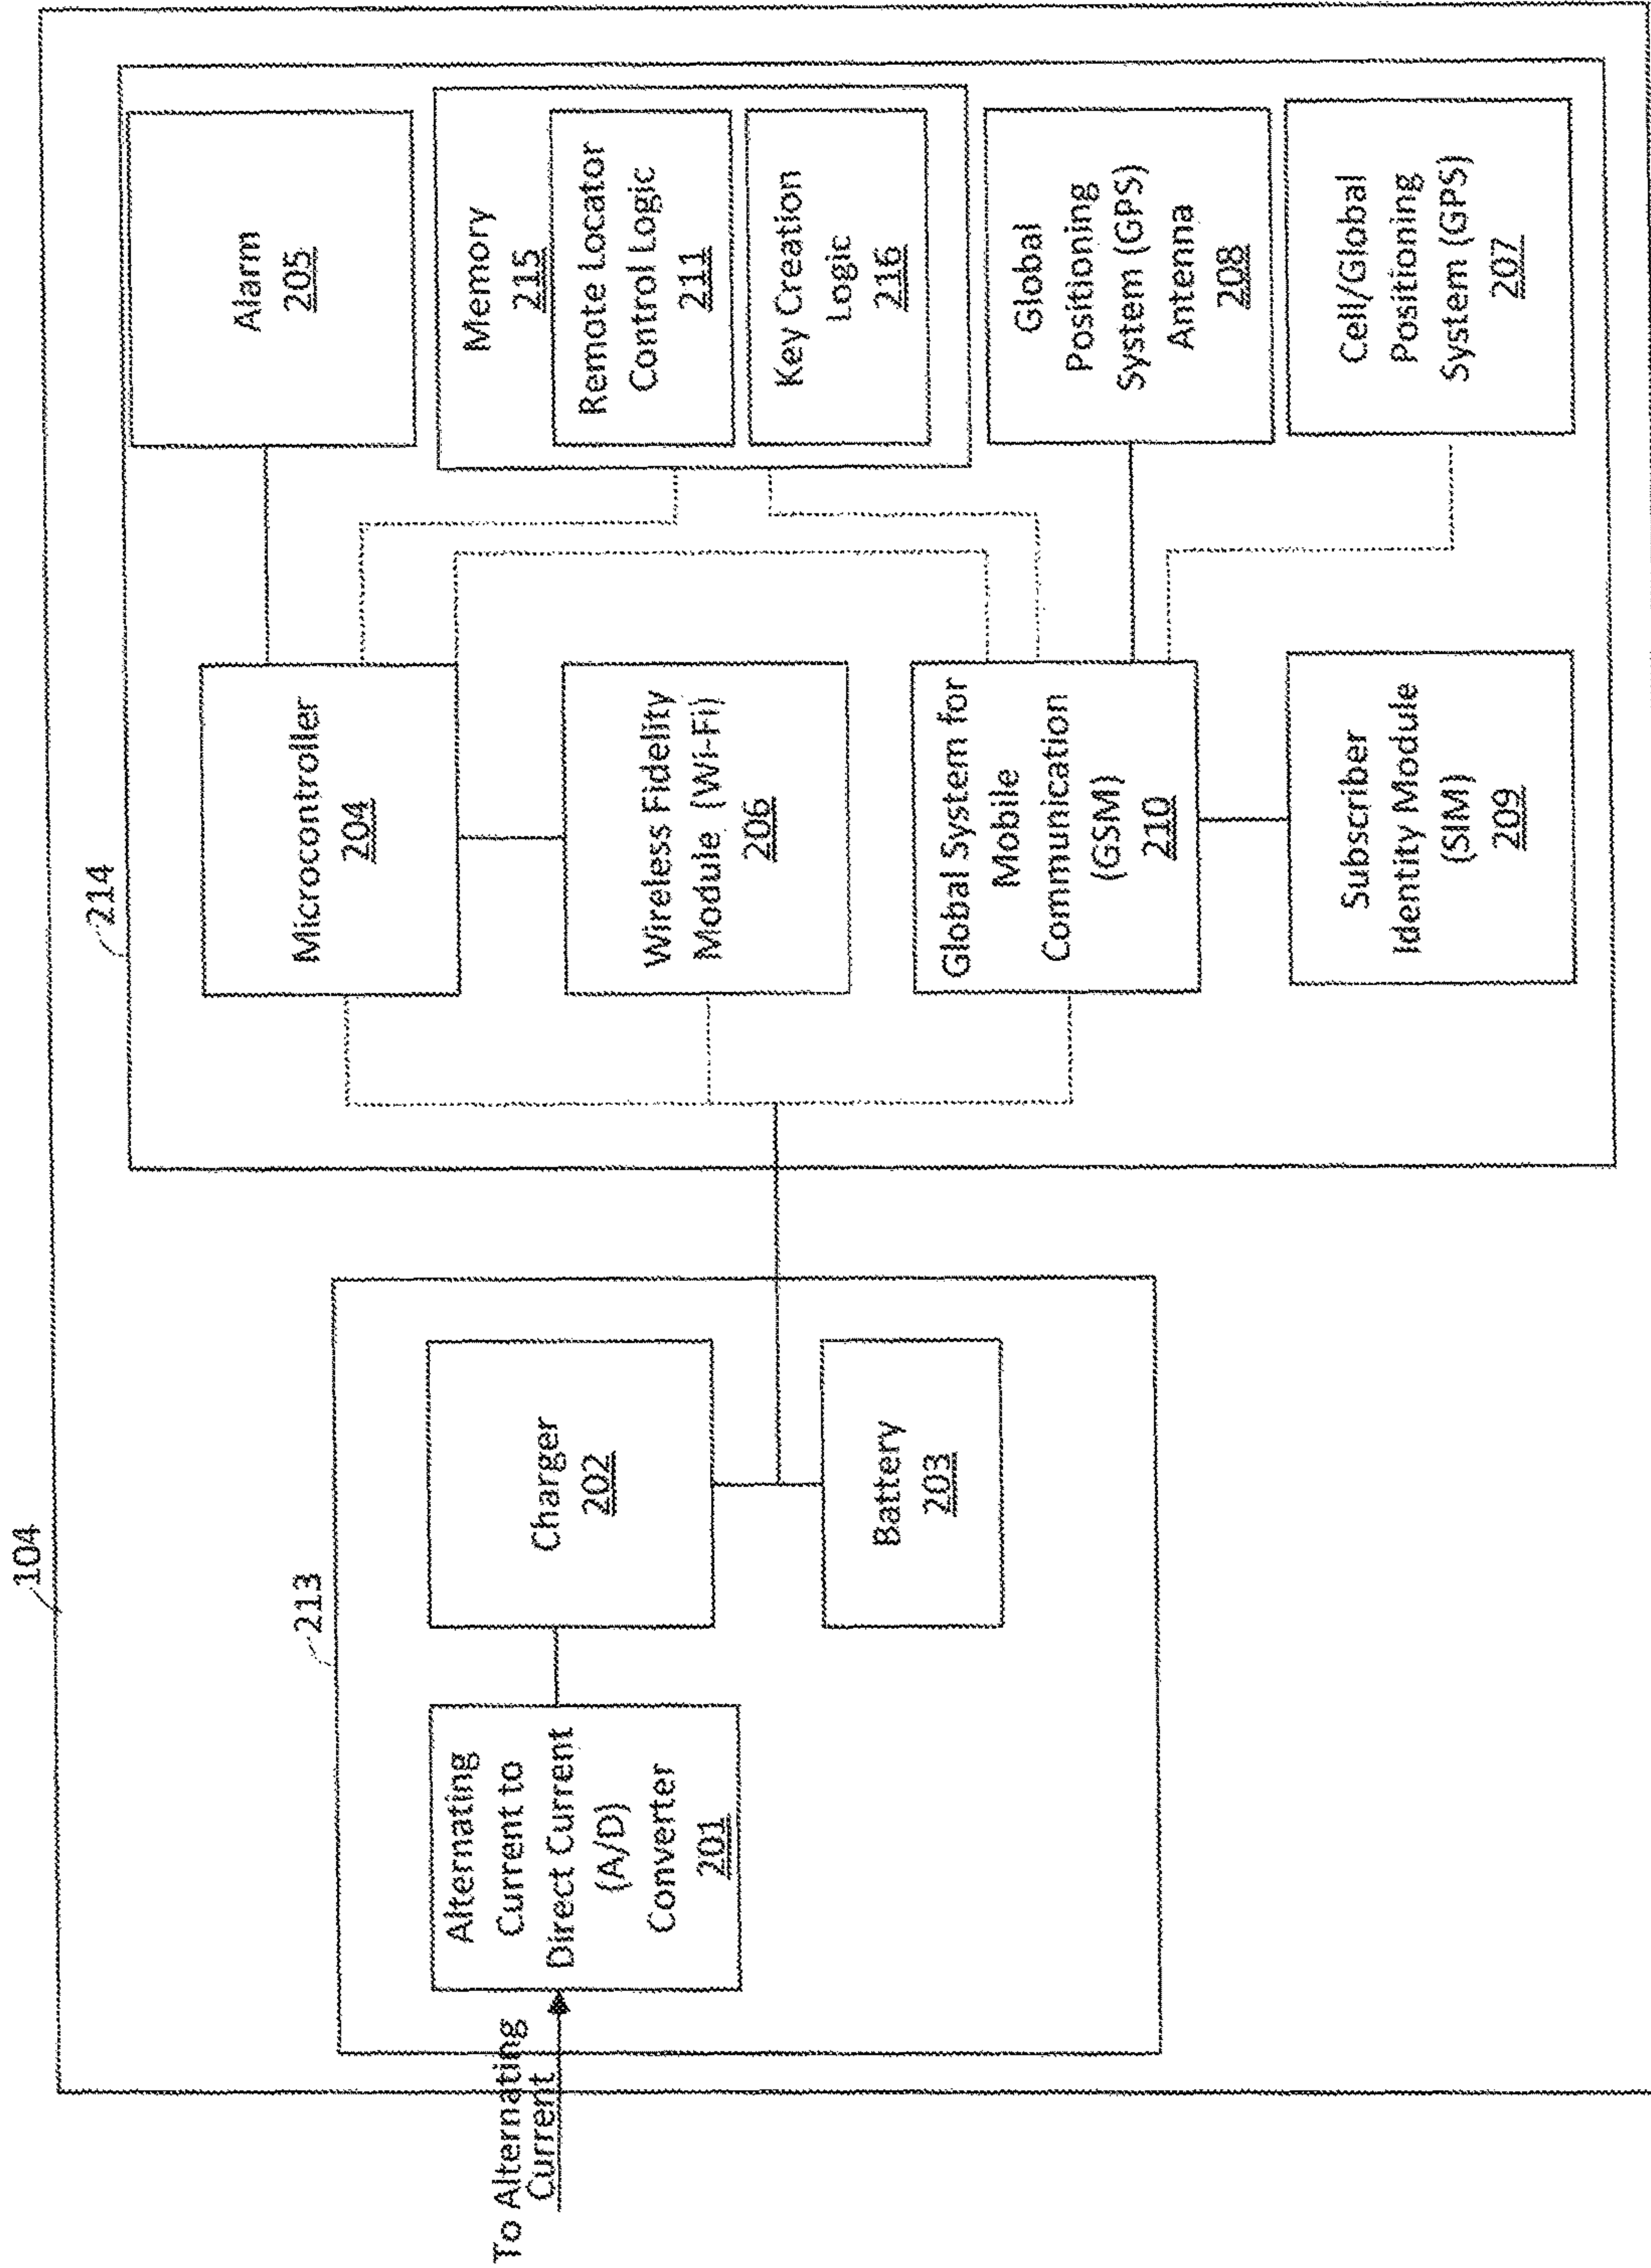 104
213
214
To Alternating
Current
Alternating
Current to
Direct Current
(A/D)
Converter
201
Charger
202
Battery
203
Microcontroller
204
Wireless Fidelity
Module (Wi-Fi)
206
Global System for
Mobile
Communication
(GSM)
210
Subscriber
Identity Module
(SIM)
209
Alarm
205
Memory
215
Remote Locator
Control Logic
211
Key Creation
Logic
216
Global
Positioning
System (GPS)
Antenna
208
Cell/Global
Positioning
System (GPS)
207